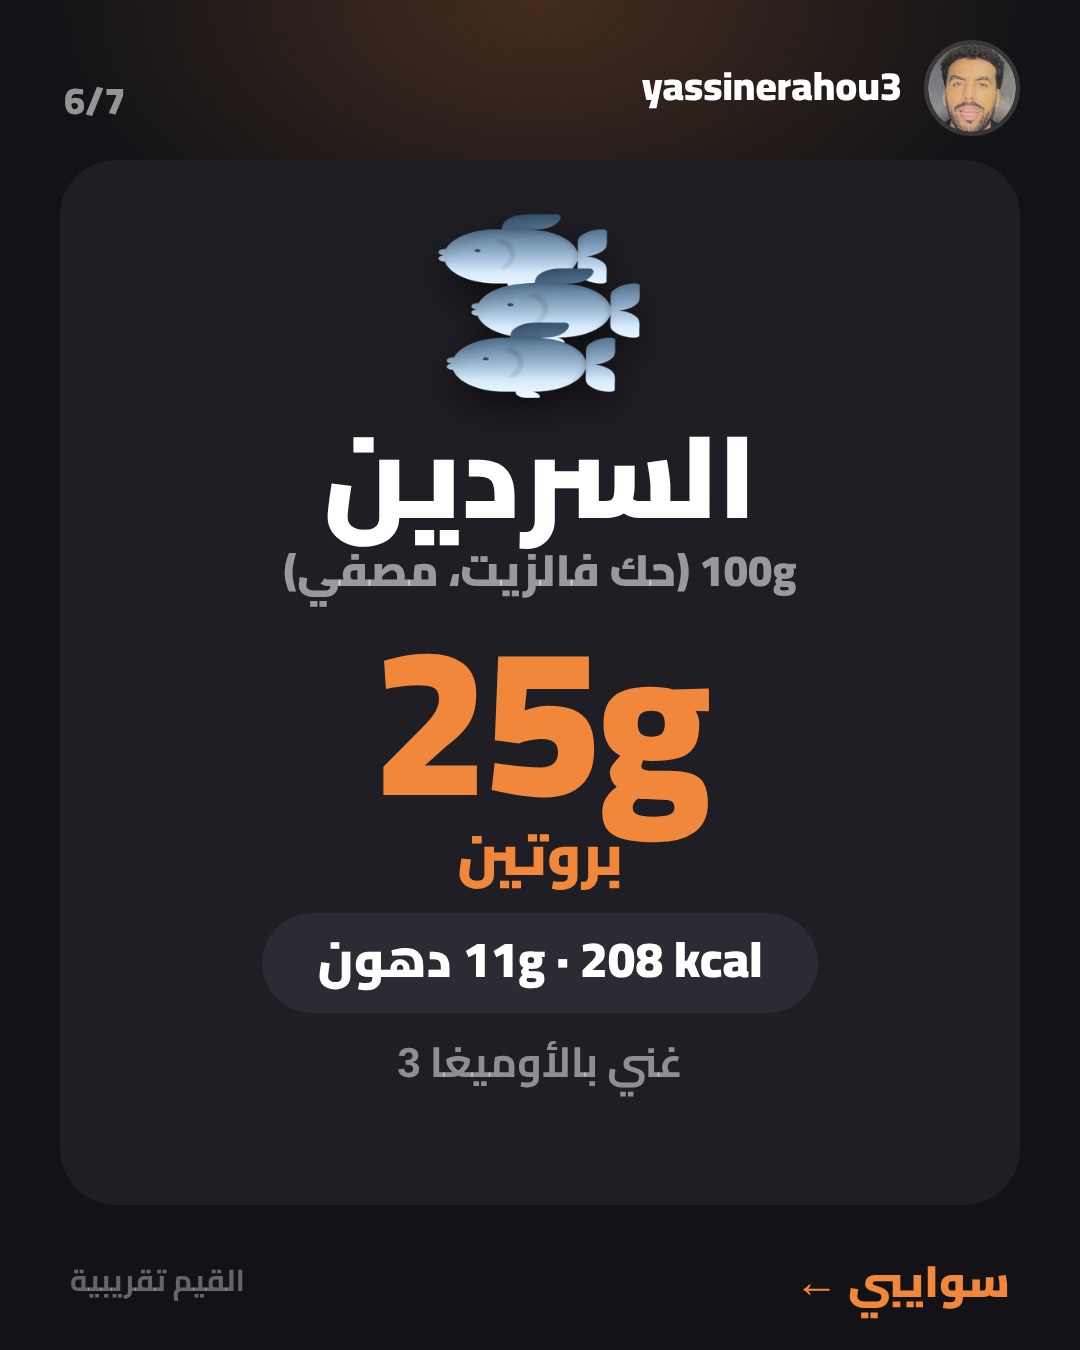 yassinerahou3
6/7
السردين
100g (حك فالزيت، مصفي)
25g
بروتين
208 kcal · 11g دهون
غني بالأوميغا 3
سوايبي ←
القيم تقريبية